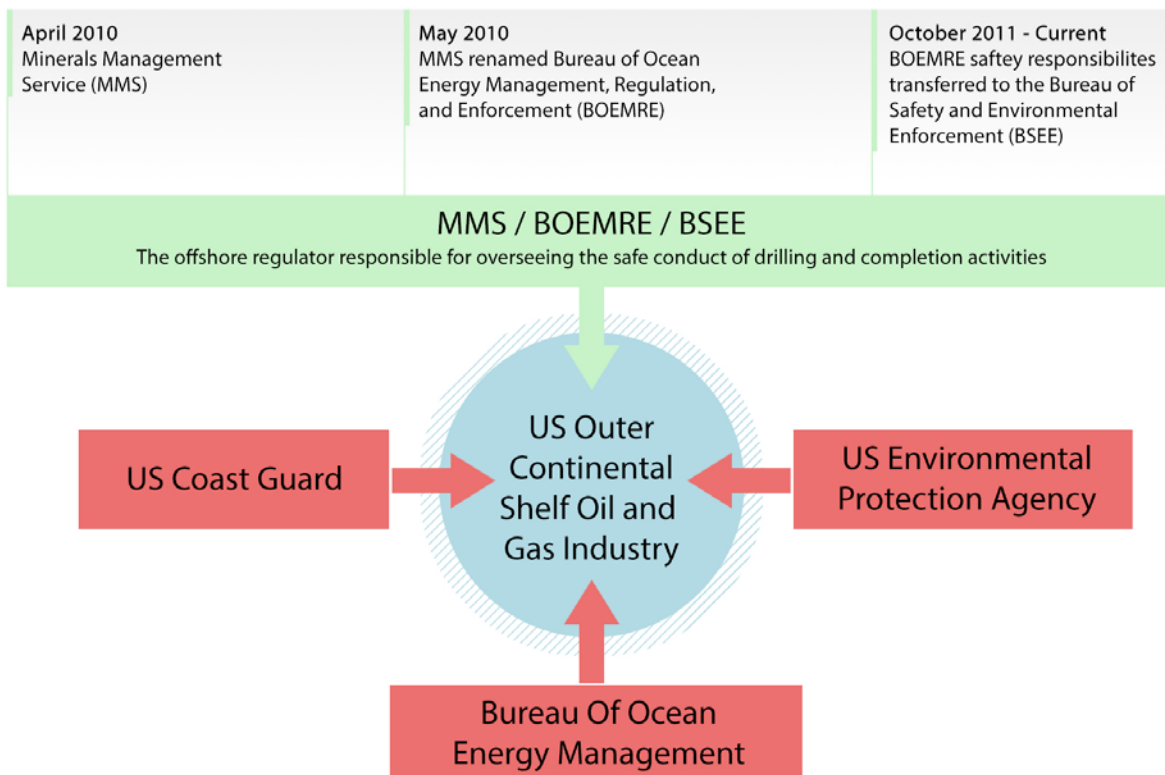 April 2010
Minerals Management
Service (MMS)
May 2010
MMS renamed Bureau of Ocean
Energy Management, Regulation,
and Enforcement (BOEMRE)
October 2011 - Current
BOEMRE saftey responsibilites
transferred to the Bureau of
Safety and Environmental
Enforcement (BSEE)
MMS / BOEMRE / BSEE
The offshore regulator responsible for overseeing the safe conduct of drilling and completion activities
US Coast Guard
US Outer
Continental
Shelf Oil and
Gas Industry
US Environmental
Protection Agency
Bureau Of Ocean
Energy Management